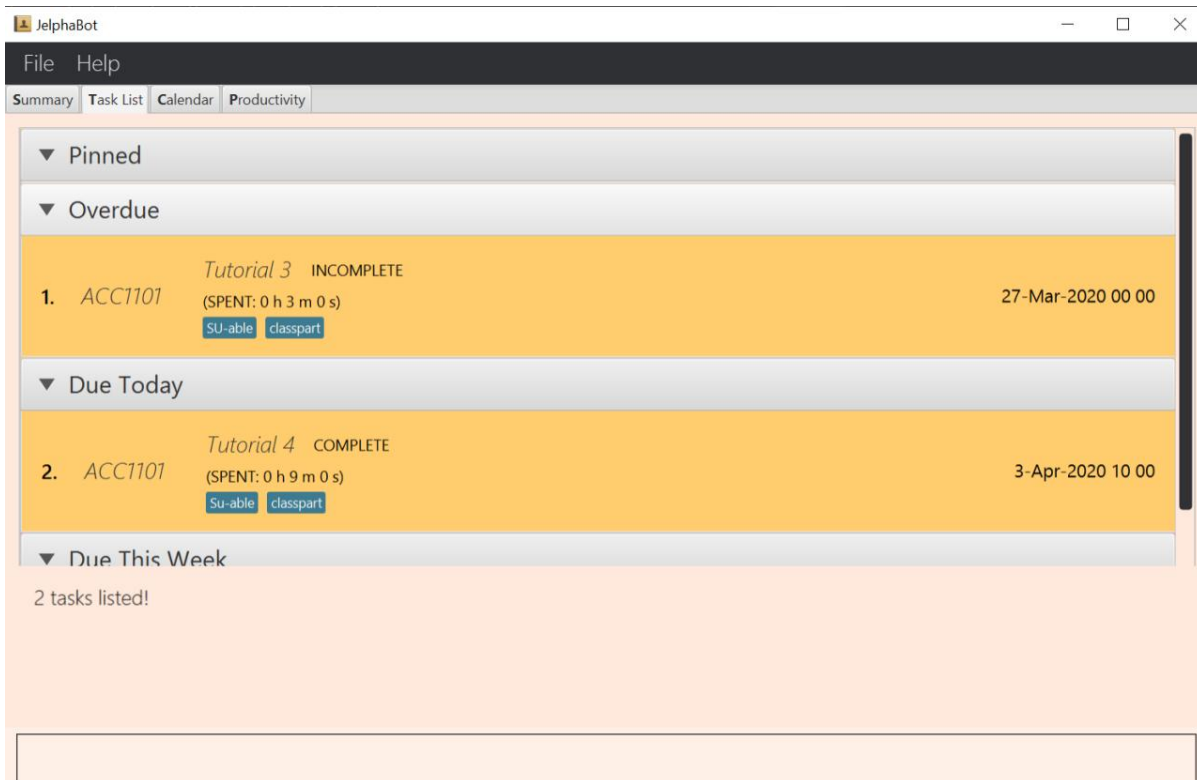 JelphaBot
File Help
Summary Task List Calendar Productivity
Pinned
Overdue
Tutorial 3 INCOMPLETE
1. ACC1101 27-Mar-2020 00 00
(SPENT: 0 h 3 m 0 s)
SU-able classpart
Due Today
Tutorial 4 COMPLETE
2. ACC1101 3-Apr-2020 10 00
(SPENT: 0 h 9 m 0 s)
Su-able classpart
Due This Week
2 tasks listed!